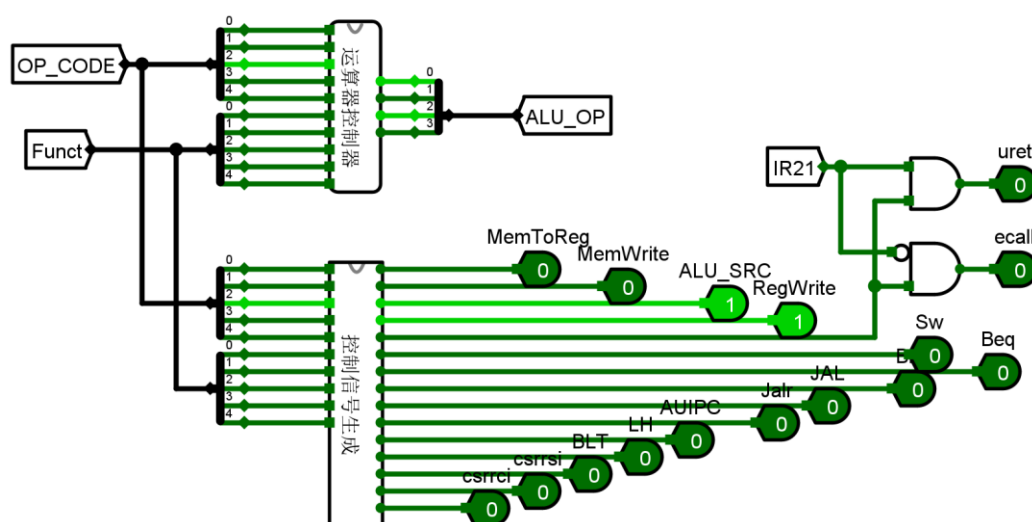 OP_CODE
Funct
0
1
2
3
4
0
1
2
3
4
运算器控制器
0
1
2
3
ALU_OP
IR21
uret
0
ecall
0
0
1
2
3
4
0
1
2
3
4
控制信号生成
MemToReg
0
MemWrite
0
ALU_SRC
1
RegWrite
1
Sw
0
Beq
0
0
JAL
0
Jalr
0
AUIPC
0
LH
0
BLT
0
csrrsi
0
csrrci
0